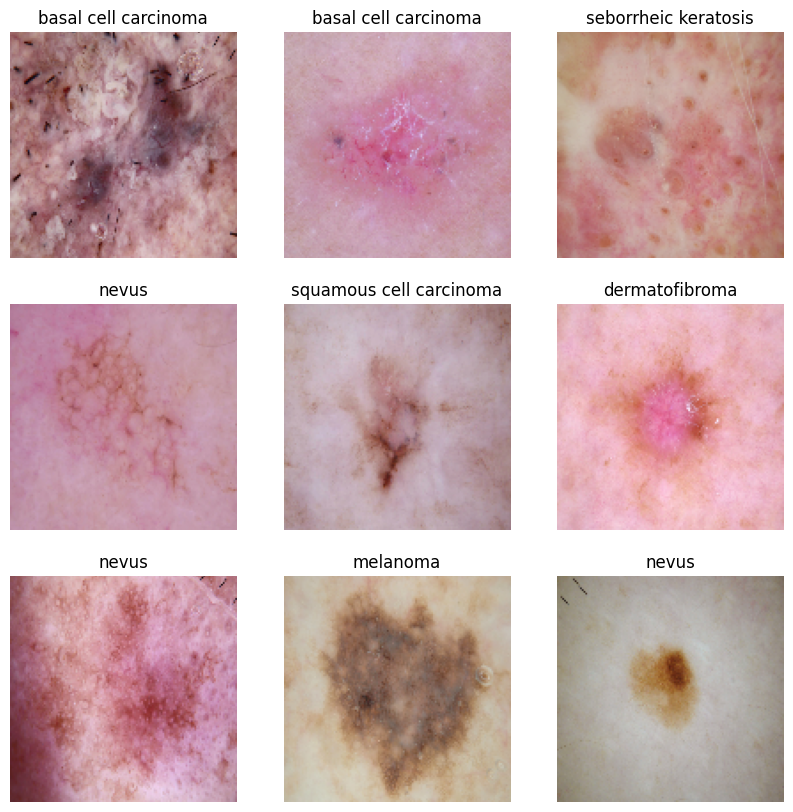 basal cell carcinoma
basal cell carcinoma
seborrheic keratosis
nevus
squamous cell carcinoma
dermatofibroma
nevus
melanoma
nevus